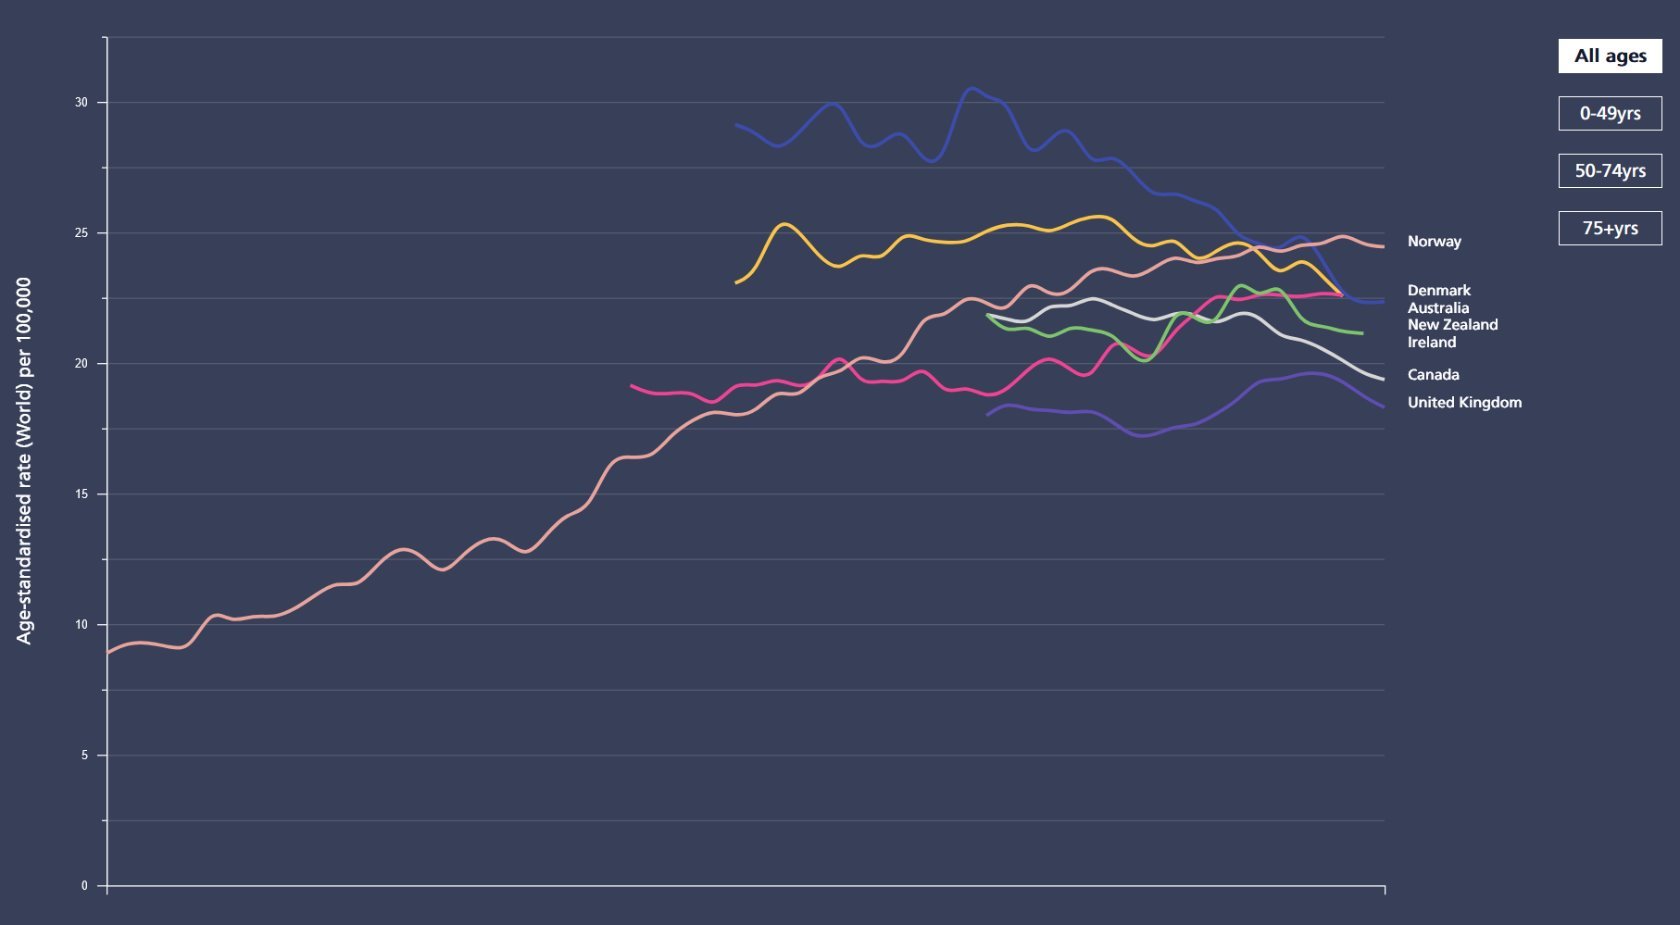 Age-standardised rate (World) per 100,000
30
25
20
15
10
5
0
Norway
Denmark
Australia
New Zealand
Ireland
Canada
United Kingdom
All ages
0-49yrs
50-74yrs
75+yrs